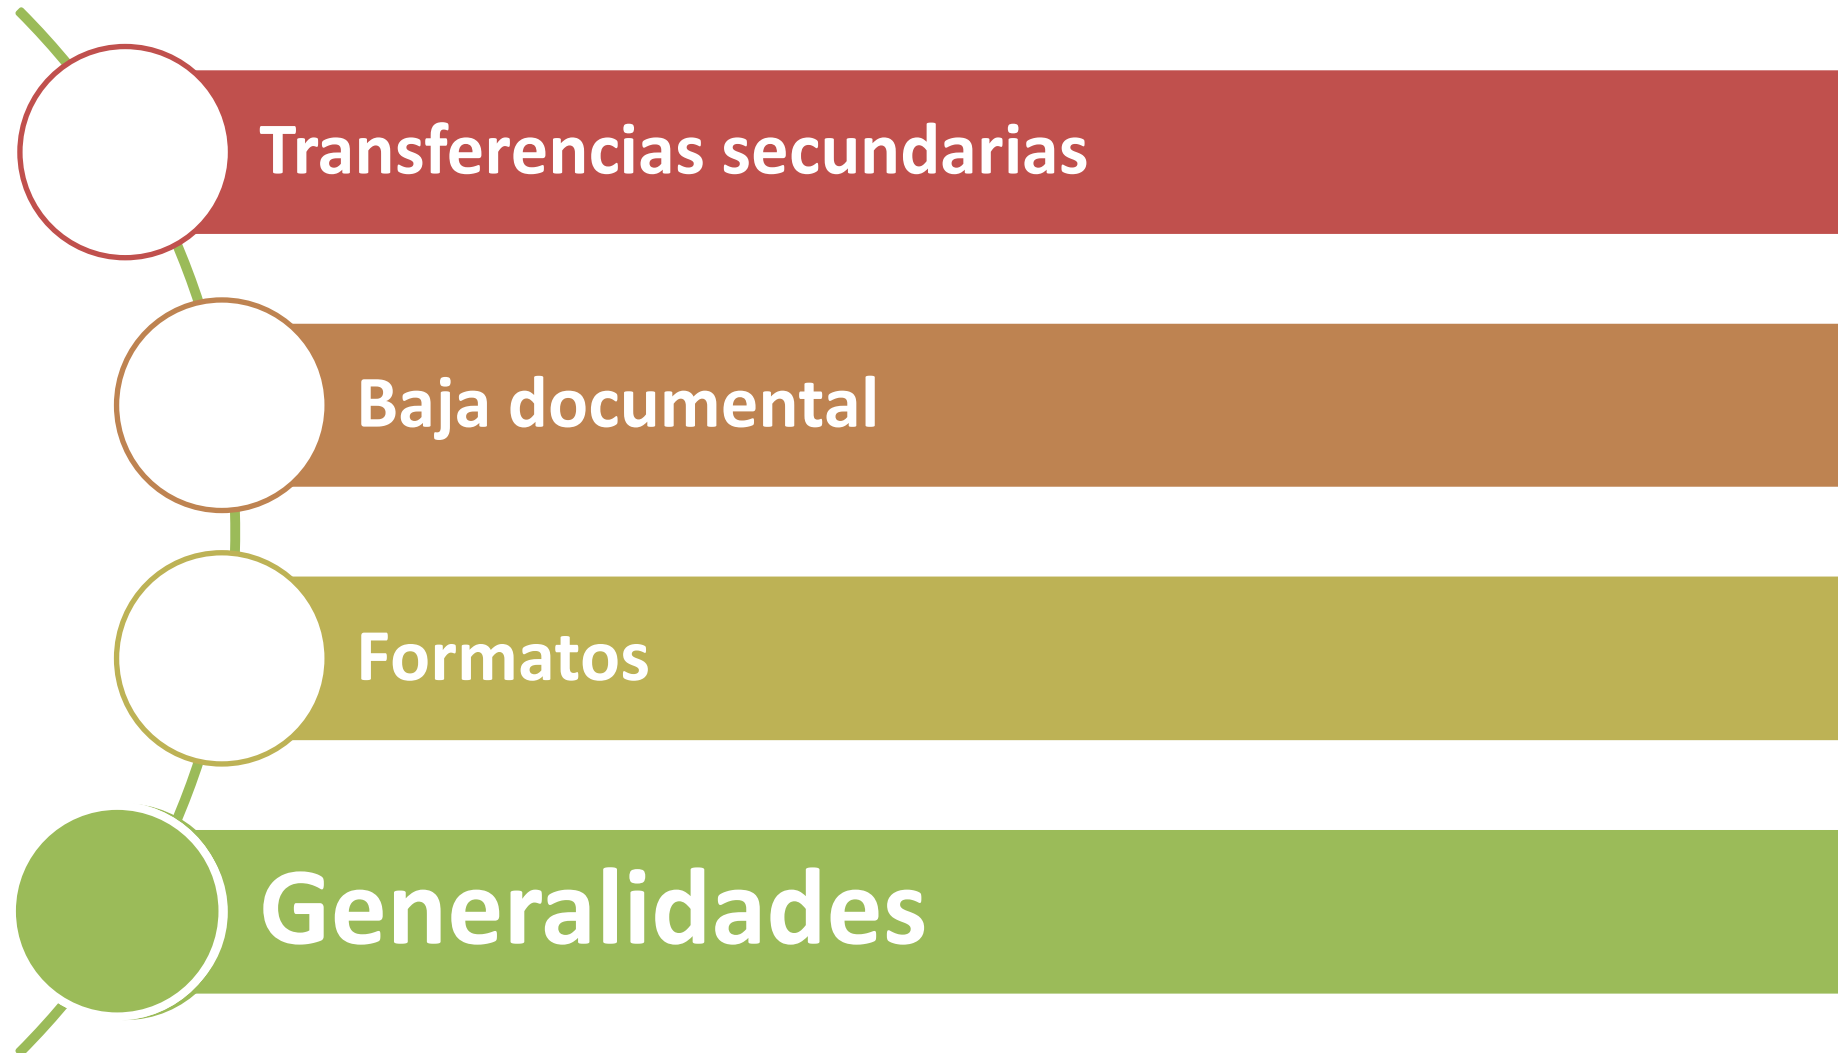 Transferencias secundarias
Baja documental
Formatos
Generalidades